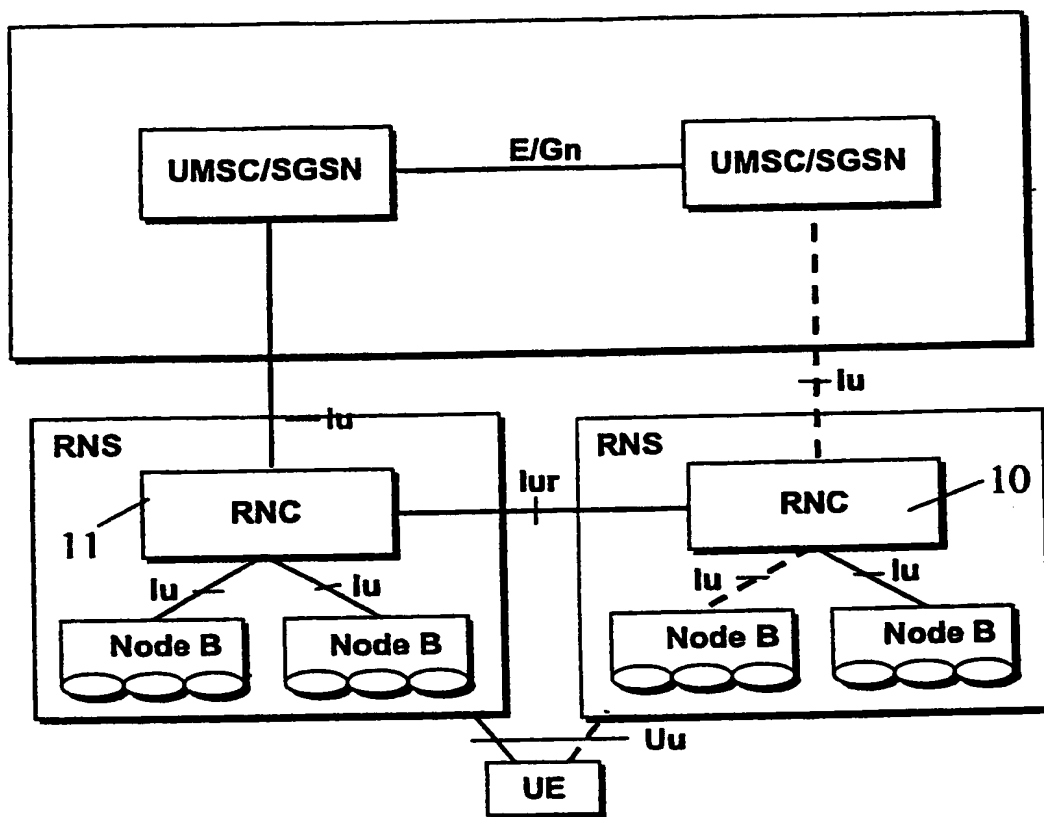 E/Gn
UMSC/SGSN
UMSC/SGSN
Iu
Iu
RNS
RNS
Iur
RNC
RNC
10
11
Iu
Iu
Iu
Iu
Node B
Node B
Node B
Node B
Uu
UE